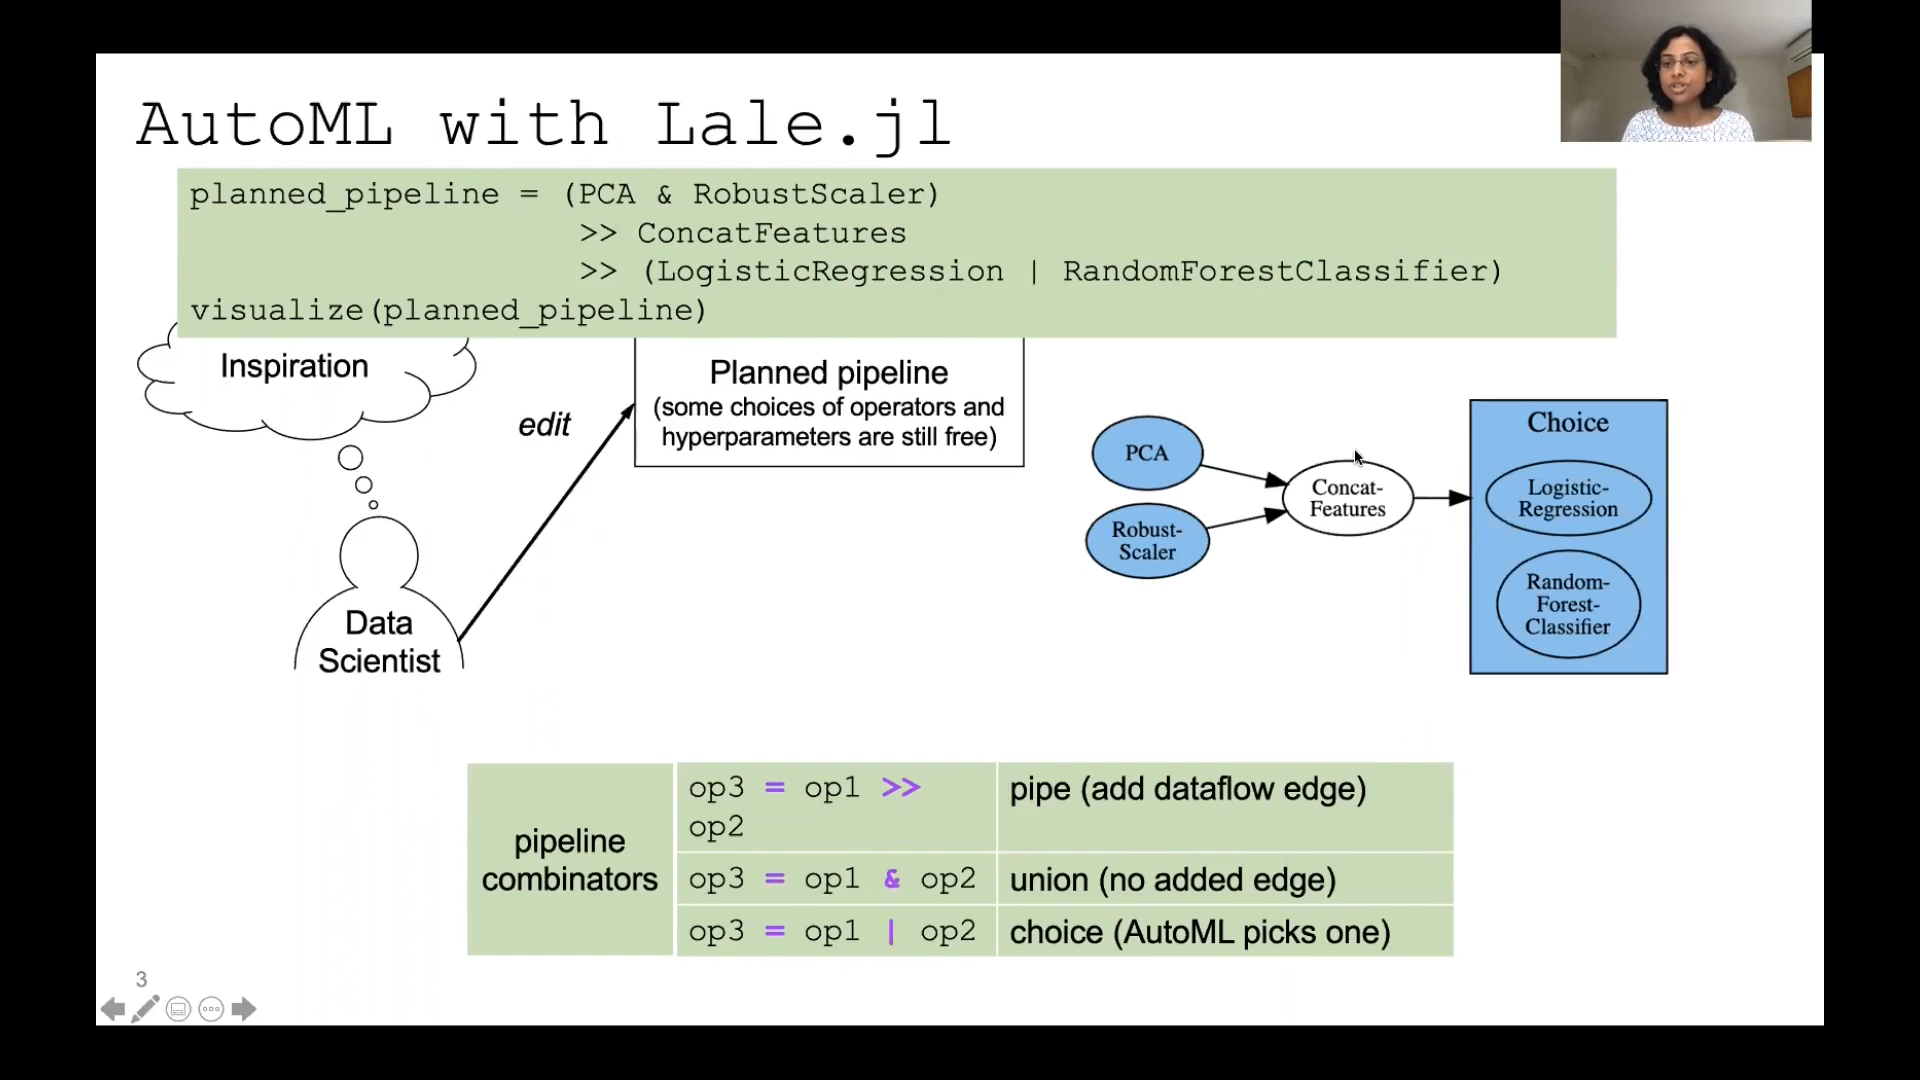 AutoML with Lale.jl
planned_pipeline = (PCA & RobustScaler)
>> ConcatFeatures
>> (LogisticRegression | RandomForestClassifier)
visualize(planned_pipeline)
Inspiration
edit
Data
Scientist
Planned pipeline
(some choices of operators and
hyperparameters are still free)
PCA
Robust-
Scaler
Concat-
Features
Choice
Logistic-
Regression
Random-
Forest-
Classifier
pipeline
combinators
op3 = op1 >>
op2
pipe (add dataflow edge)
op3 = op1 & op2
union (no added edge)
op3 = op1 | op2
choice (AutoML picks one)
3